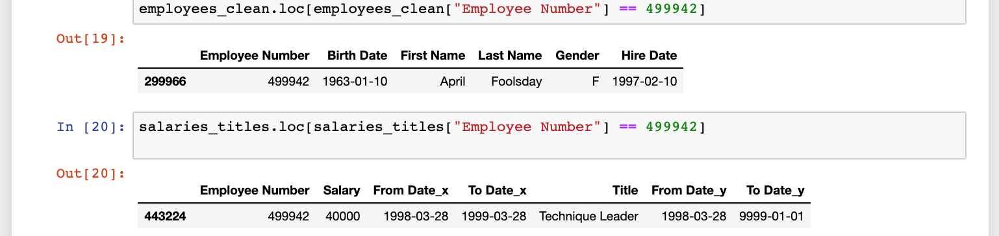 employees_clean.loc[employees_clean["Employee Number"] == 499942]
Out[19]:
Employee Number Birth Date First Name Last Name Gender Hire Date
299966 499942 1963-01-10 April Foolsday F 1997-02-10
In [20]: salaries_titles.loc[salaries_titles["Employee Number"] == 499942]
Out[20]:
Employee Number Salary From Date_x To Date_x Title From Date_y To Date_y
443224 499942 40000 1998-03-28 1999-03-28 Technique Leader 1998-03-28 9999-01-01